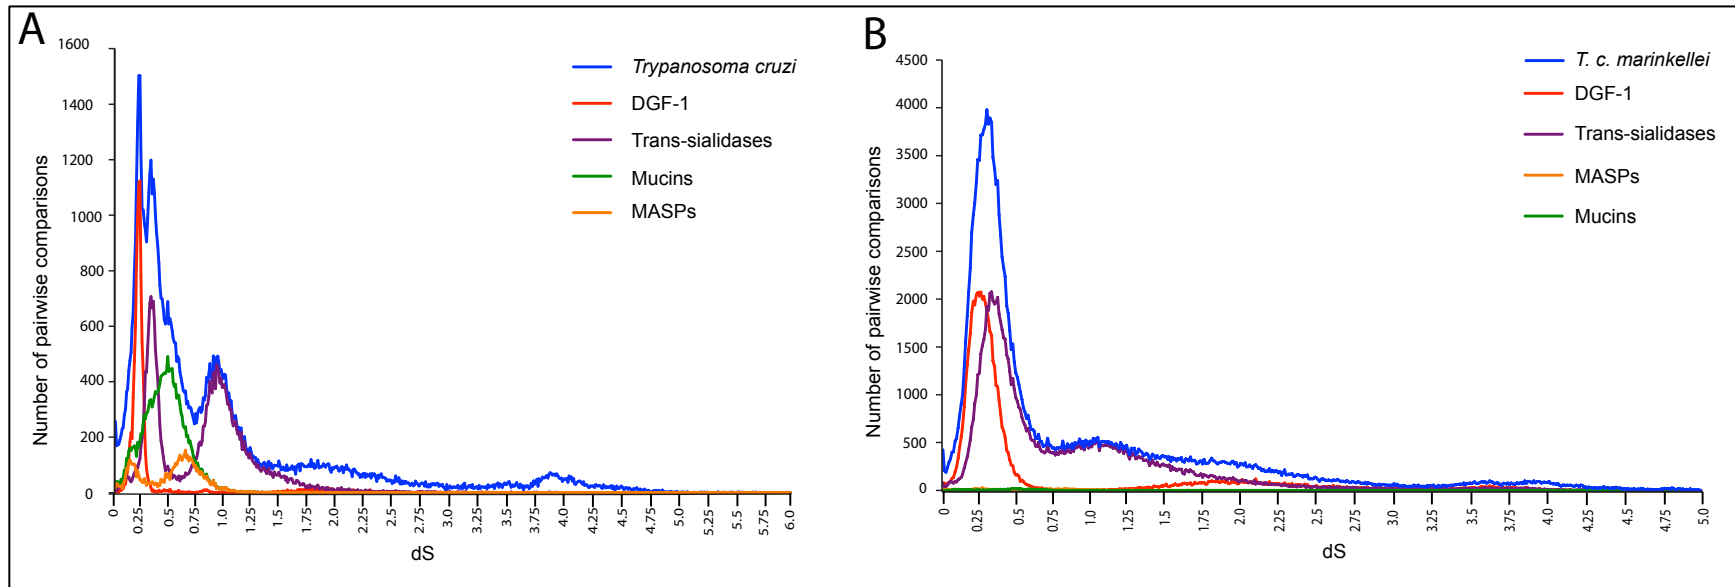 A
Number of pairwise comparisons
1600
1400
1200
1000
800
600
400
200
0
Trypanosoma cruzi
DGF-1
Trans-sialidases
Mucins
MASPs
0 0.25 0.5 0.75 1.0 1.25 1.5 1.75 2.0 2.25 2.5 2.75 3.0 3.25 3.5 3.75 4.0 4.25 4.5 4.75 5.0 5.25 5.5 5.75 6.0
dS
B
Number of pairwise comparisons
4500
4000
3500
3000
2500
2000
1500
1000
500
0
T. c. marinkellei
DGF-1
Trans-sialidases
MASPs
Mucins
0 0.25 0.5 0.75 1.0 1.25 1.5 1.75 2.0 2.25 2.5 2.75 3.0 3.25 3.5 3.75 4.0 4.25 4.5 4.75 5.0
dS